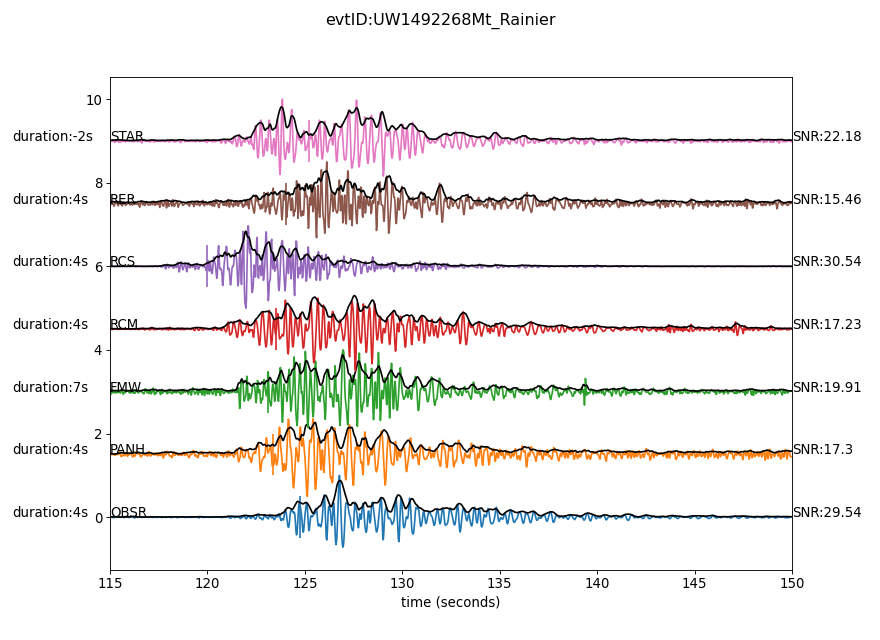 evtID:UW1492268Mt_Rainier
10
duration:-2s STAR SNR:22.18
8
duration:4s RER SNR:15.46
duration:4s RCS SNR:30.54
6
duration:4s RCM SNR:17.23
4
duration:7s FMW SNR:19.91
2
duration:4s PANH SNR:17.3
duration:4s OBSR SNR:29.54
0
115 120 125 130 135 140 145 150
time (seconds)